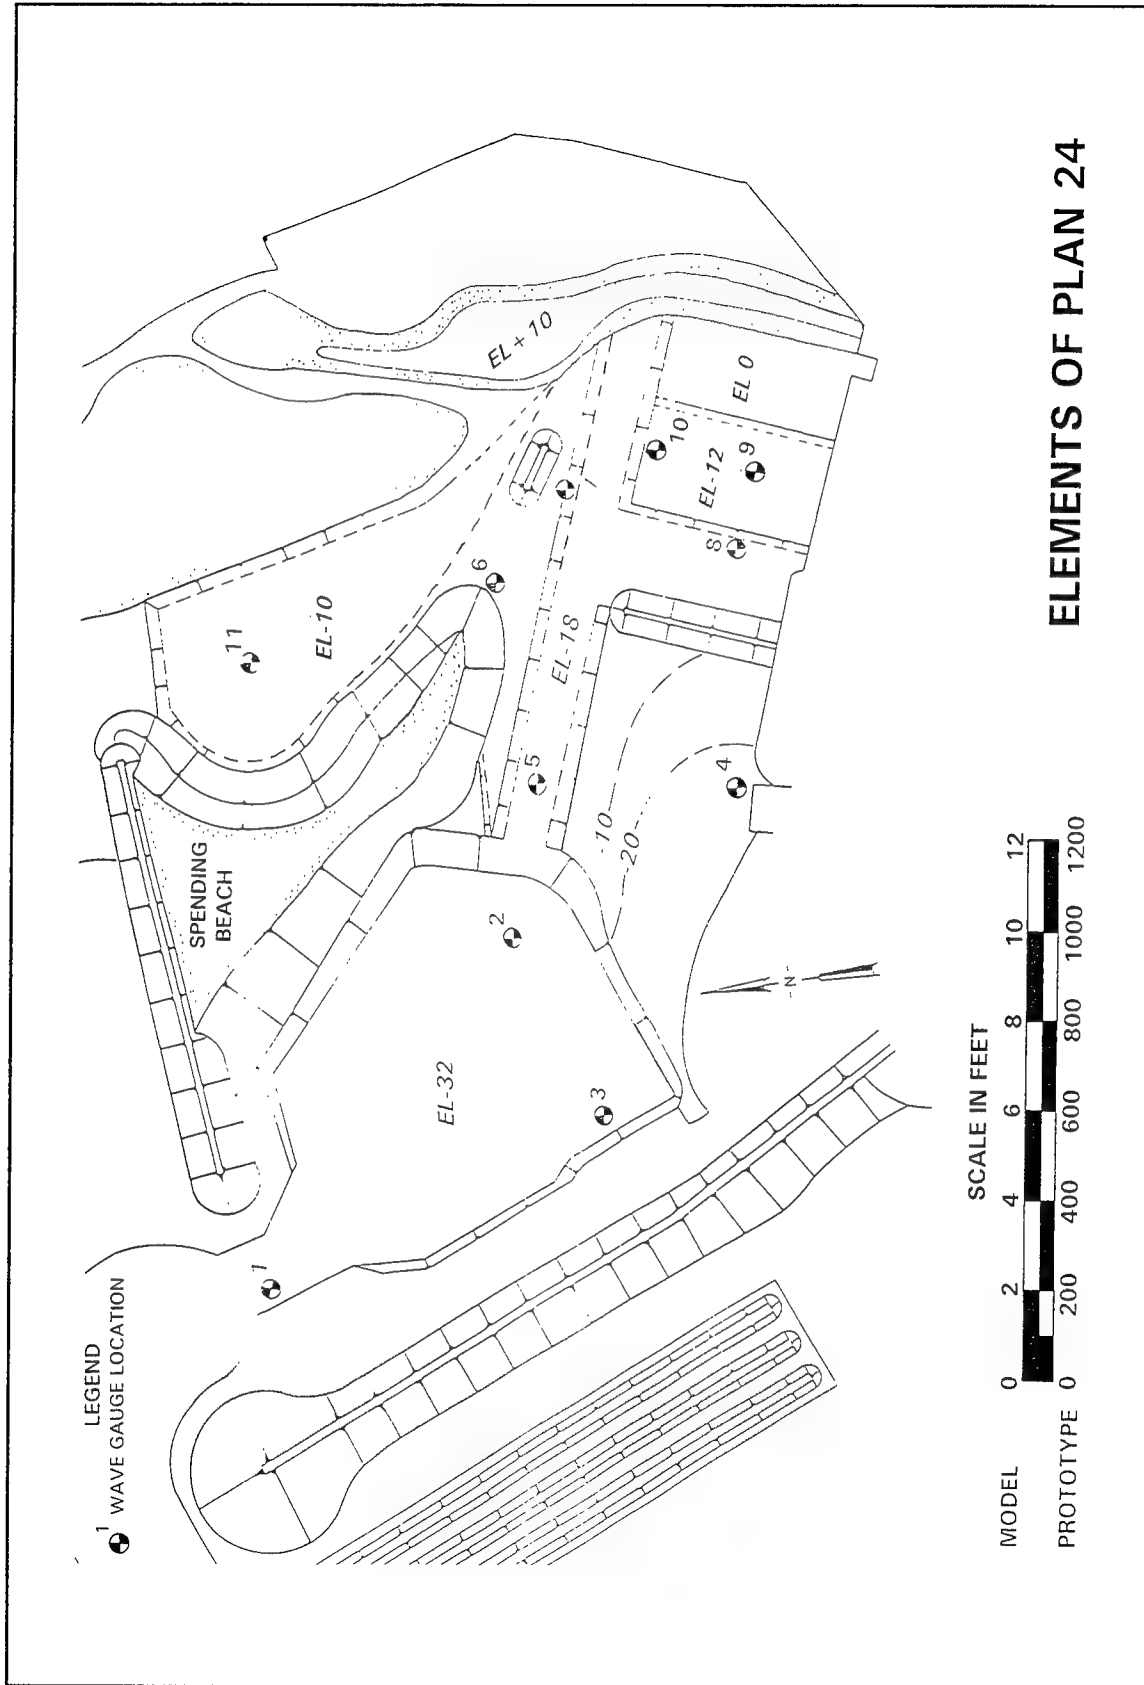 LEGEND
1 WAVE GAUGE LOCATION
1
SPENDING
BEACH
11
EL-10
EL-32
2
3
5
6
EL-18
-10-
-20-
4
EL + 10
10
EL-12
9
8
EL 0
N
SCALE IN FEET
MODEL 0 2 4 6 8 10 12
PROTOTYPE 0 200 400 600 800 1000 1200
ELEMENTS OF PLAN 24